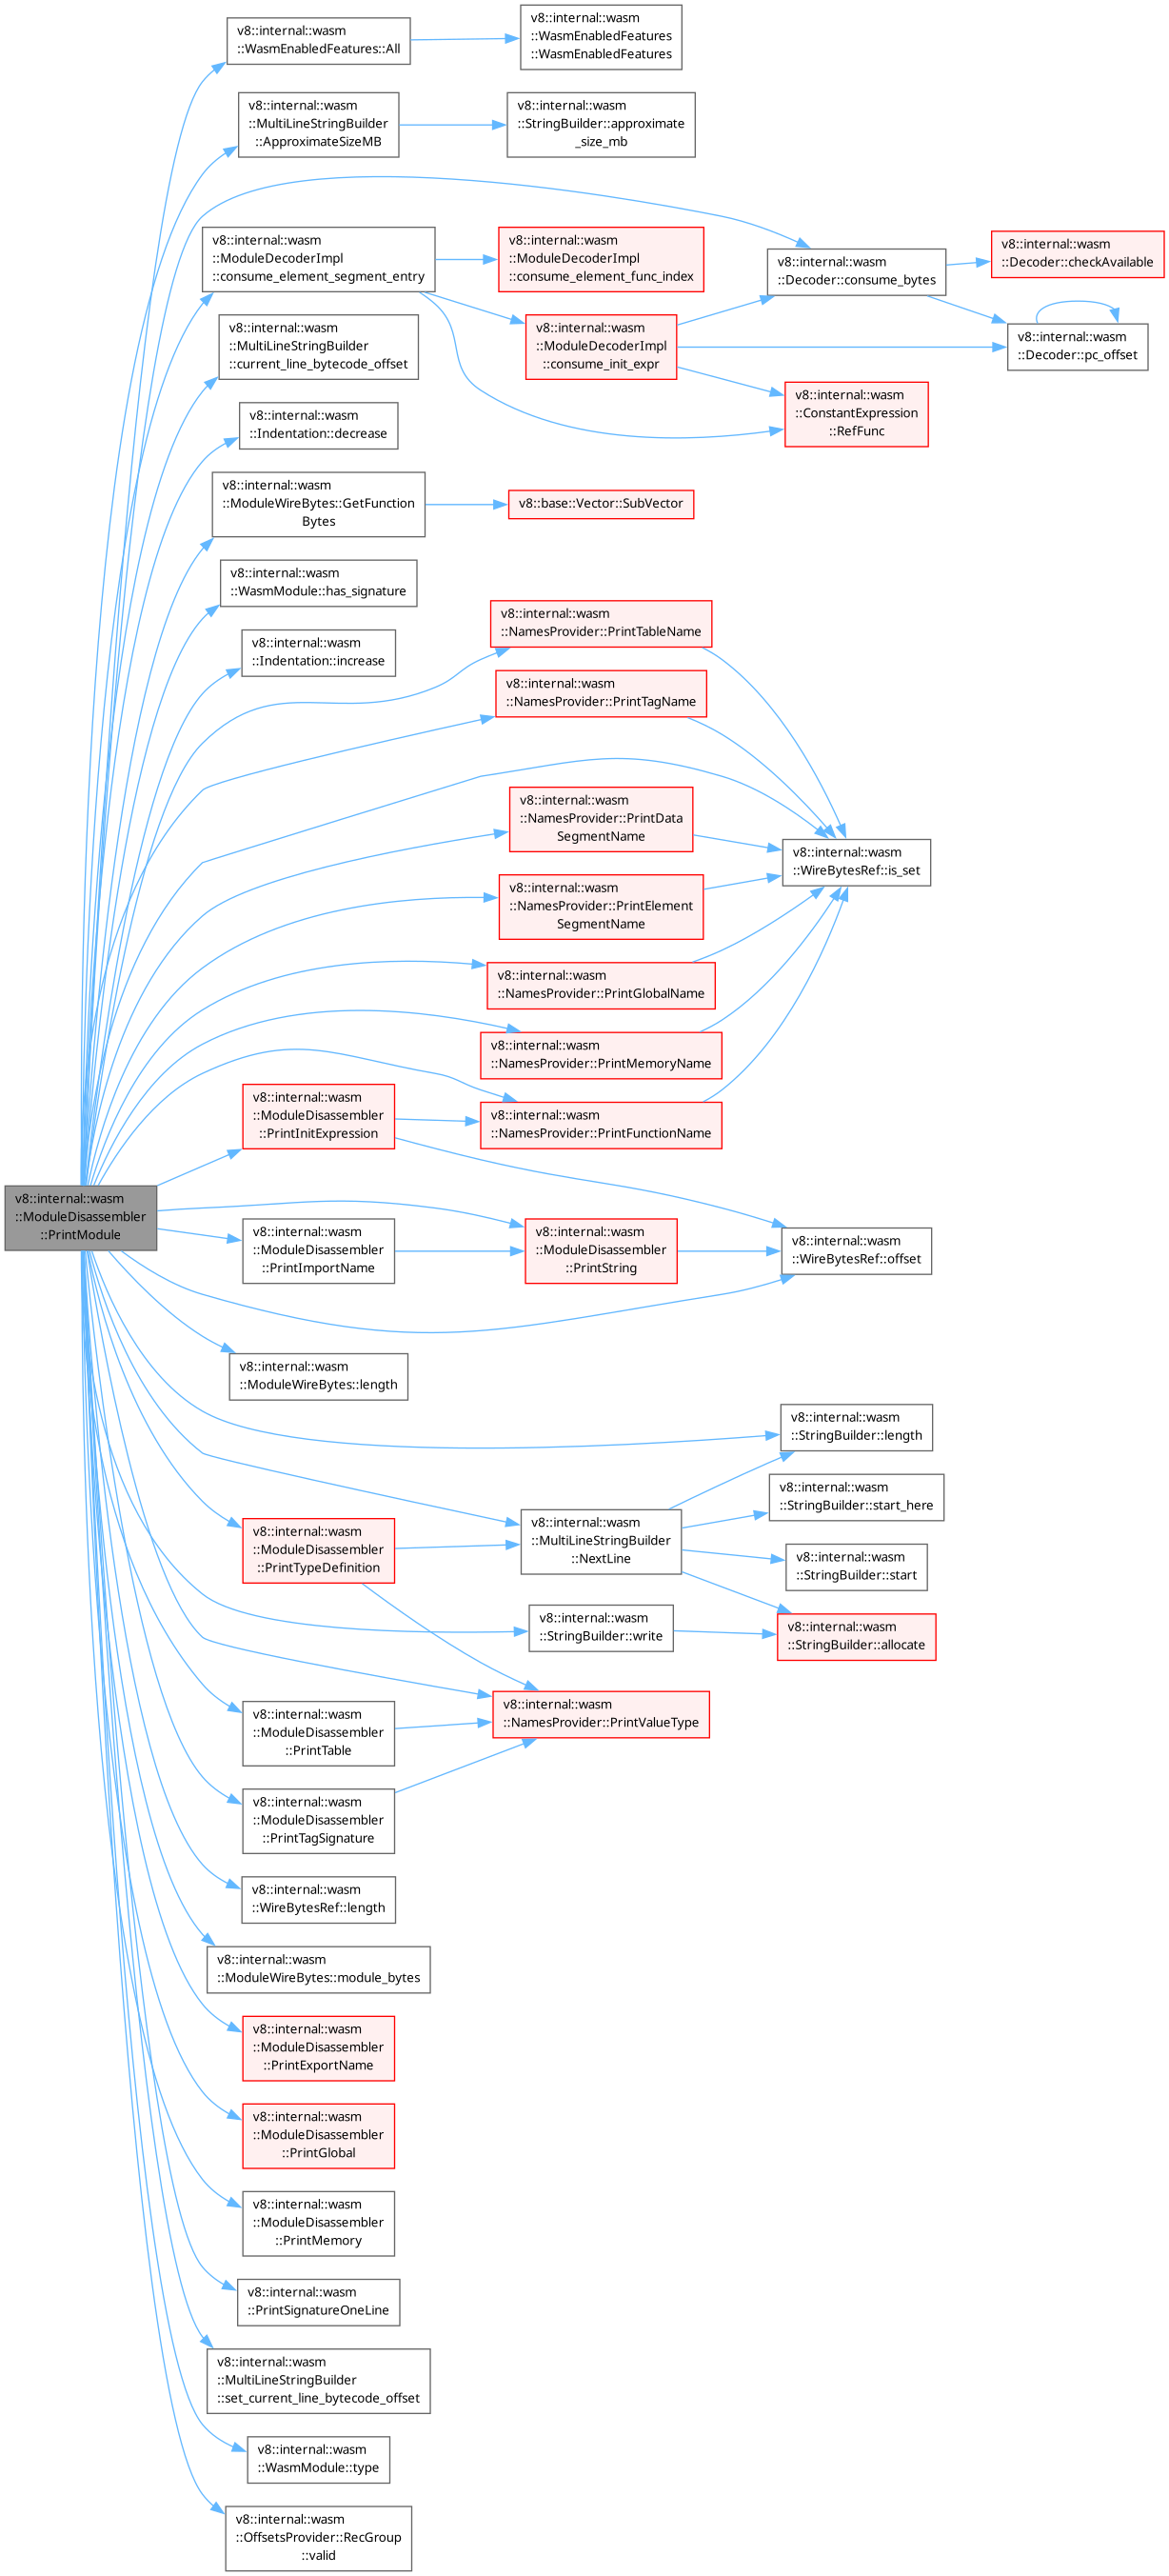 v8::internal::wasm
::WasmEnabledFeatures::All
v8::internal::wasm
::WasmEnabledFeatures
::WasmEnabledFeatures
v8::internal::wasm
::MultiLineStringBuilder
::ApproximateSizeMB
v8::internal::wasm
::StringBuilder::approximate
_size_mb
v8::internal::wasm
::ModuleDecoderImpl
::consume_element_segment_entry
v8::internal::wasm
::ModuleDecoderImpl
::consume_element_func_index
v8::internal::wasm
::Decoder::consume_bytes
v8::internal::wasm
::Decoder::checkAvailable
v8::internal::wasm
::MultiLineStringBuilder
::current_line_bytecode_offset
v8::internal::wasm
::ModuleDecoderImpl
::consume_init_expr
v8::internal::wasm
::Decoder::pc_offset
v8::internal::wasm
::ConstantExpression
::RefFunc
v8::internal::wasm
::Indentation::decrease
v8::internal::wasm
::ModuleWireBytes::GetFunction
Bytes
v8::base::Vector::SubVector
v8::internal::wasm
::WasmModule::has_signature
v8::internal::wasm
::NamesProvider::PrintTableName
v8::internal::wasm
::Indentation::increase
v8::internal::wasm
::NamesProvider::PrintTagName
v8::internal::wasm
::NamesProvider::PrintData
SegmentName
v8::internal::wasm
::WireBytesRef::is_set
v8::internal::wasm
::NamesProvider::PrintElement
SegmentName
v8::internal::wasm
::NamesProvider::PrintGlobalName
v8::internal::wasm
::NamesProvider::PrintMemoryName
v8::internal::wasm
::ModuleDisassembler
::PrintInitExpression
v8::internal::wasm
::NamesProvider::PrintFunctionName
v8::internal::wasm
::ModuleDisassembler
::PrintModule
v8::internal::wasm
::ModuleDisassembler
::PrintImportName
v8::internal::wasm
::ModuleDisassembler
::PrintString
v8::internal::wasm
::WireBytesRef::offset
v8::internal::wasm
::ModuleWireBytes::length
v8::internal::wasm
::StringBuilder::length
v8::internal::wasm
::StringBuilder::start_here
v8::internal::wasm
::ModuleDisassembler
::PrintTypeDefinition
v8::internal::wasm
::MultiLineStringBuilder
::NextLine
v8::internal::wasm
::StringBuilder::start
v8::internal::wasm
::StringBuilder::write
v8::internal::wasm
::StringBuilder::allocate
v8::internal::wasm
::ModuleDisassembler
::PrintTable
v8::internal::wasm
::NamesProvider::PrintValueType
v8::internal::wasm
::ModuleDisassembler
::PrintTagSignature
v8::internal::wasm
::WireBytesRef::length
v8::internal::wasm
::ModuleWireBytes::module_bytes
v8::internal::wasm
::ModuleDisassembler
::PrintExportName
v8::internal::wasm
::ModuleDisassembler
::PrintGlobal
v8::internal::wasm
::ModuleDisassembler
::PrintMemory
v8::internal::wasm
::PrintSignatureOneLine
v8::internal::wasm
::MultiLineStringBuilder
::set_current_line_bytecode_offset
v8::internal::wasm
::WasmModule::type
v8::internal::wasm
::OffsetsProvider::RecGroup
::valid